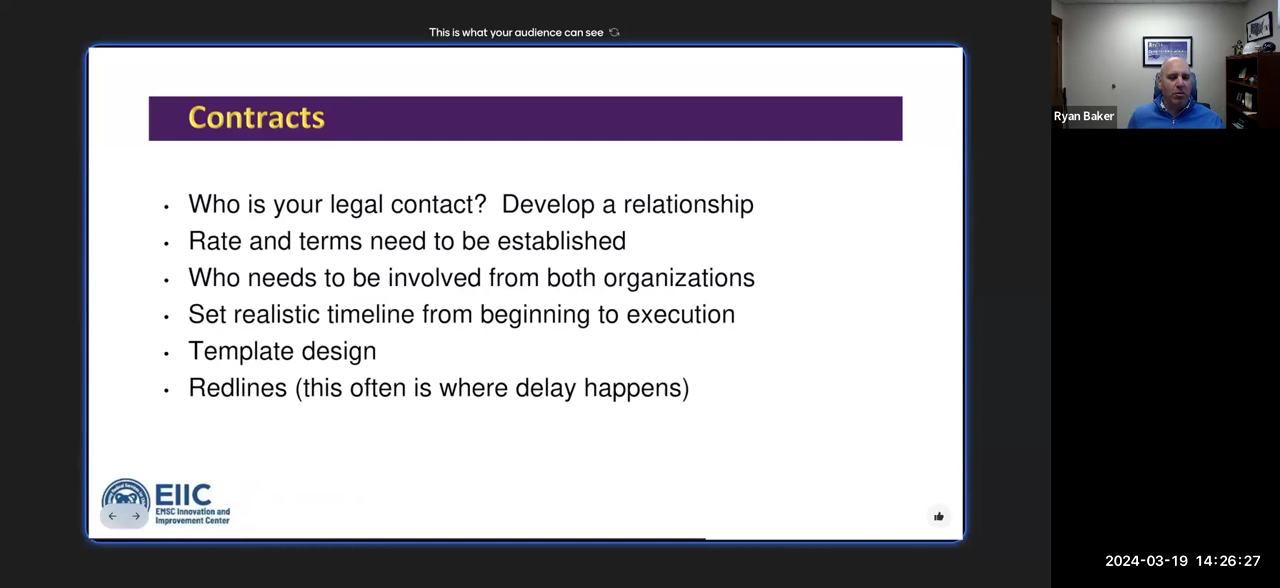 This is what your audience can see
Contracts
Who is your legal contact? Develop a relationship
Rate and terms need to be established
Who needs to be involved from both organizations
Set realistic timeline from beginning to execution
Template design
Redlines (this often is where delay happens)
EIIC
EMSC Innovation and
Improvement Center
Ryan Baker
2024-03-19 14:26:27